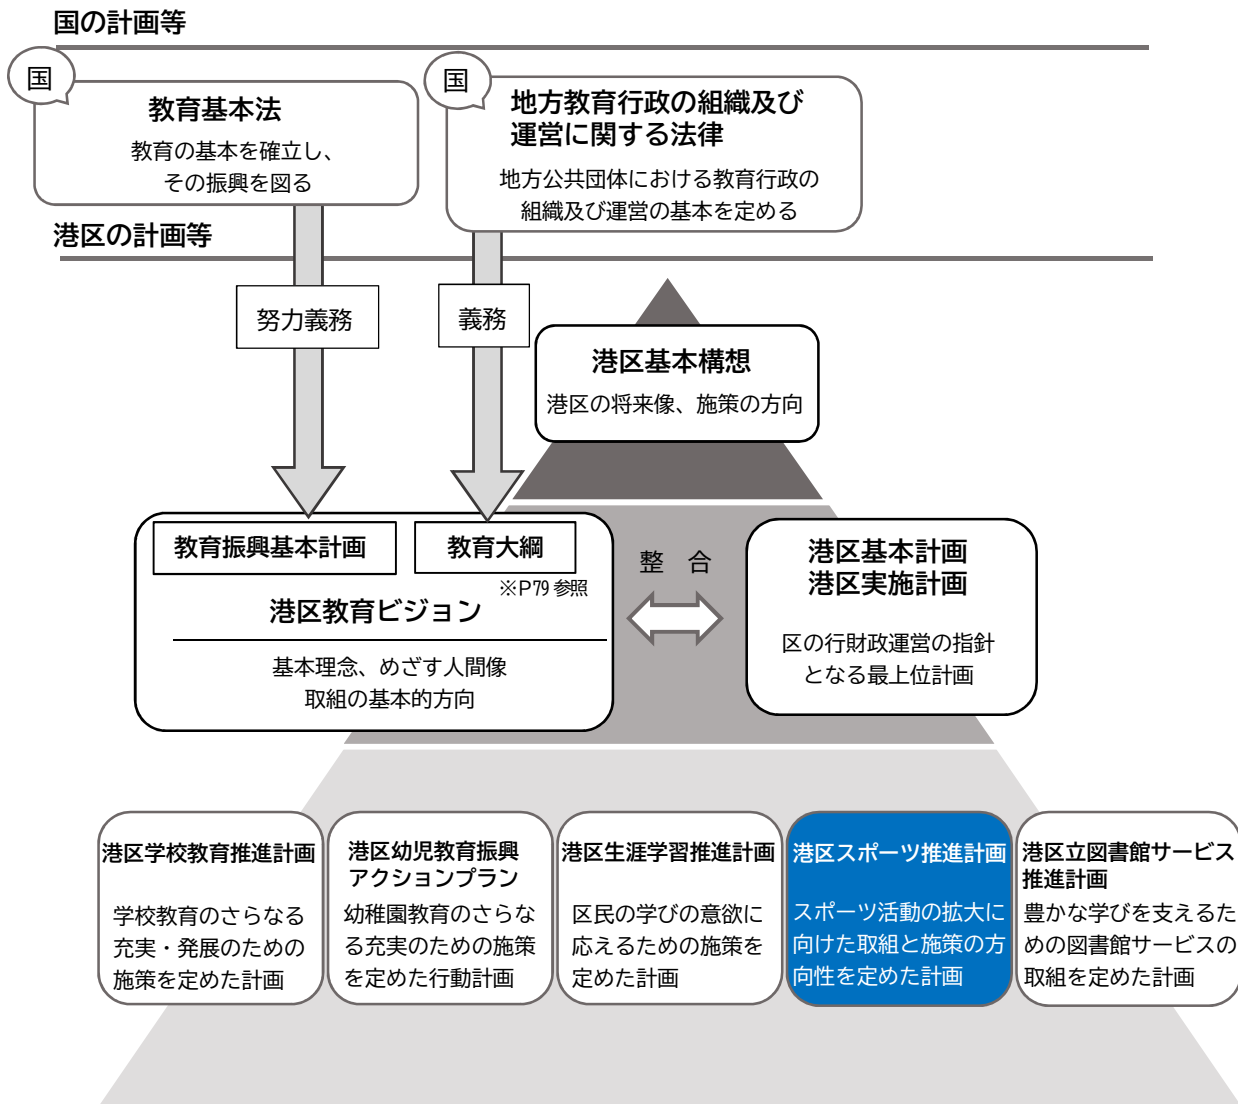 国の計画等
国
教育基本法
教育の基本を確立し、
その振興を図る
国
地方教育行政の組織及び
運営に関する法律
地方公共団体における教育行政の
組織及び運営の基本を定める
港区の計画等
努力義務
義務
港区基本構想
港区の将来像、施策の方向
教育振興基本計画
教育大綱
※P79 参照
港区教育ビジョン
基本理念、めざす人間像
取組の基本的方向
整 合
港区基本計画
港区実施計画
区の行財政運営の指針
となる最上位計画
港区学校教育推進計画
学校教育のさらなる
充実・発展のための
施策を定めた計画
港区幼児教育振興
アクションプラン
幼稚園教育のさらな
る充実のための施策
を定めた行動計画
港区生涯学習推進計画
区民の学びの意欲に
応えるための施策を
定めた計画
港区スポーツ推進計画
スポーツ活動の拡大に
向けた取組と施策の方
向性を定めた計画
港区立図書館サービス
推進計画
豊かな学びを支えるた
めの図書館サービスの
取組を定めた計画